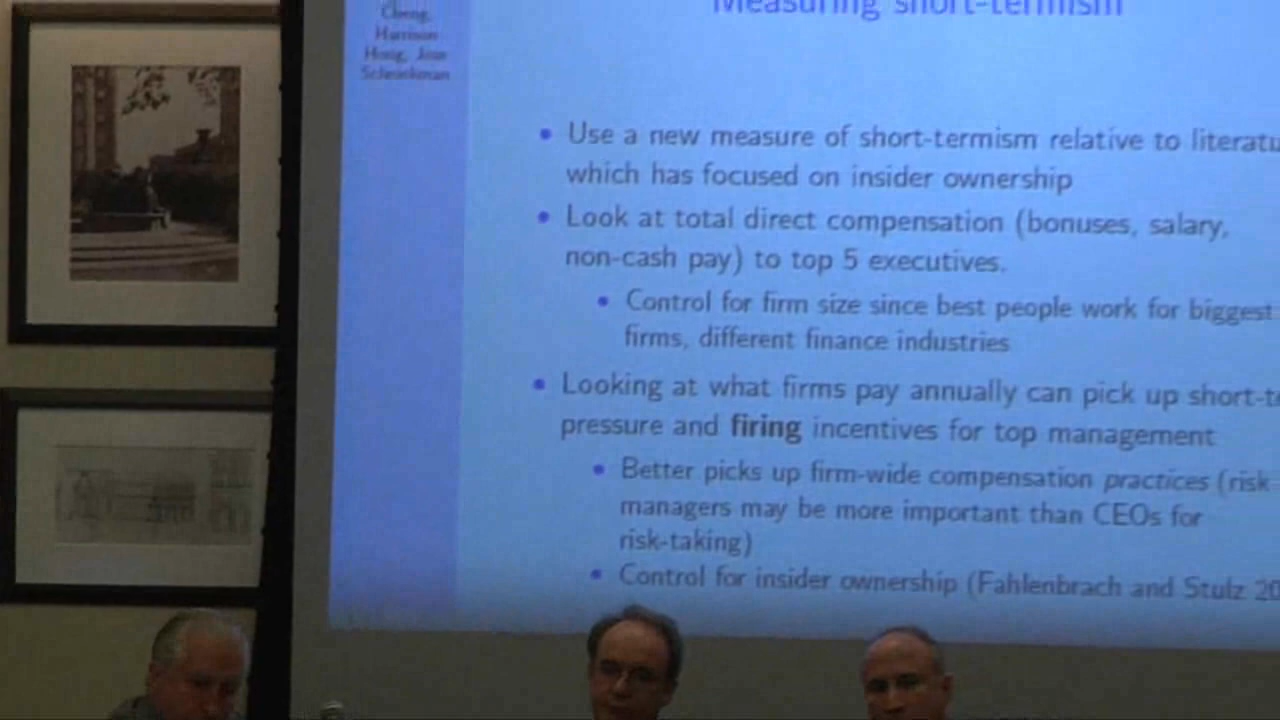 Cheng,
Harrison
Hong, Jose
Scheinkman
Measuring short-termism
Use a new measure of short-termism relative to literatu
which has focused on insider ownership
Look at total direct compensation (bonuses, salary,
non-cash pay) to top 5 executives.
Control for firm size since best people work for biggest
firms, different finance industries
Looking at what firms pay annually can pick up short-te
pressure and firing incentives for top management
Better picks up firm-wide compensation practices (risk
managers may be more important than CEOs for
risk-taking)
Control for insider ownership (Fahlenbrach and Stulz 20